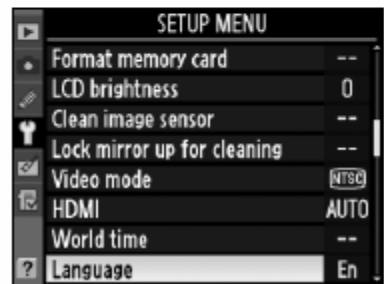 SETUP MENU
Format memory card --
LCD brightness 0
Clean image sensor --
Lock mirror up for cleaning --
Video mode NTSC
HDMI AUTO
World time --
? Language En